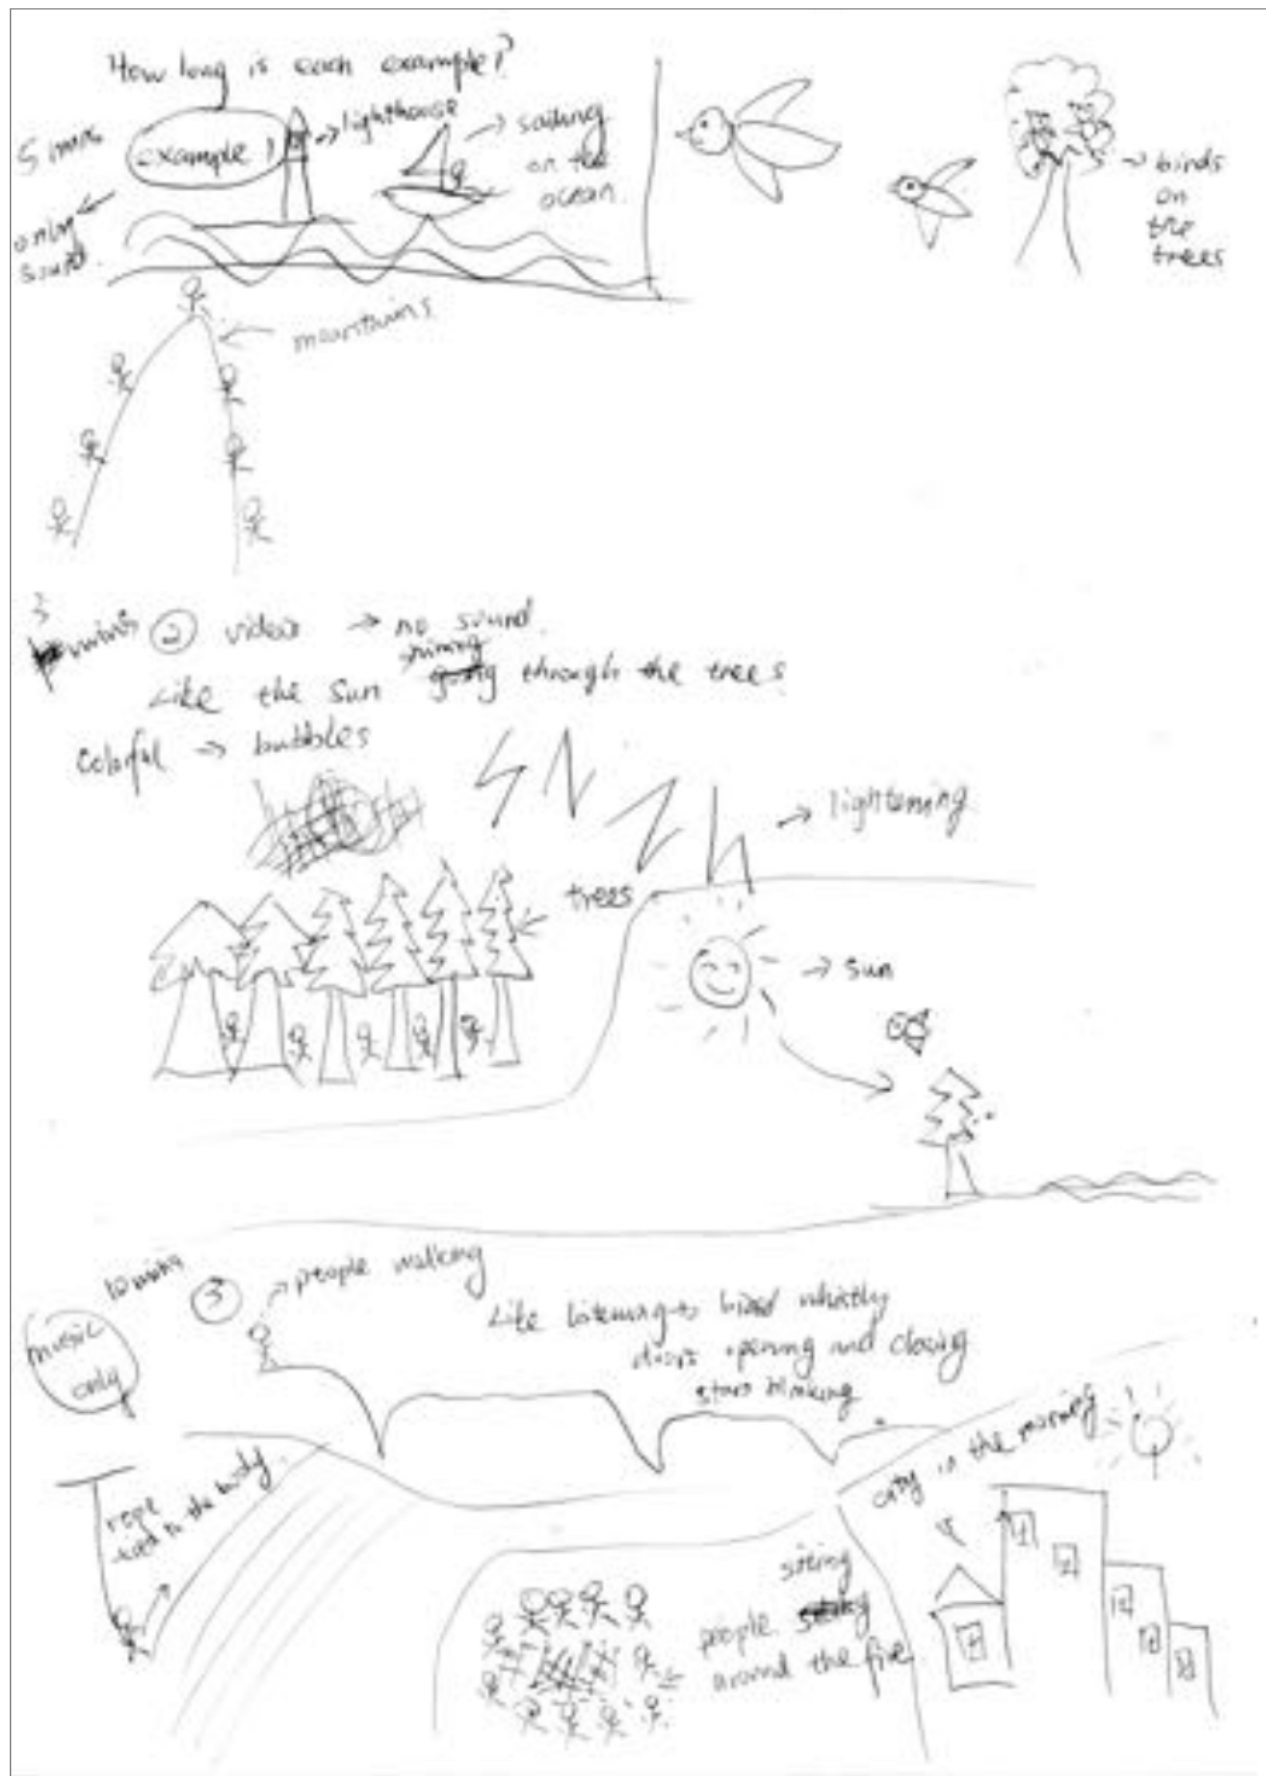 How long is each example?
5 mins
example 1
lighthouse
sailing
on the
ocean.
only
sound.
birds
on
the
trees
mountains
3
mins ② video → no sound.
Like the sun shining through the trees
Colorful → bubbles
lightening
trees
sun
10 mins
③
people walking
music
only
Like listening to bird whistly
doors opening and closing
stars blinking
city in the morning
rope
to the body.
sitting
people
around the fire